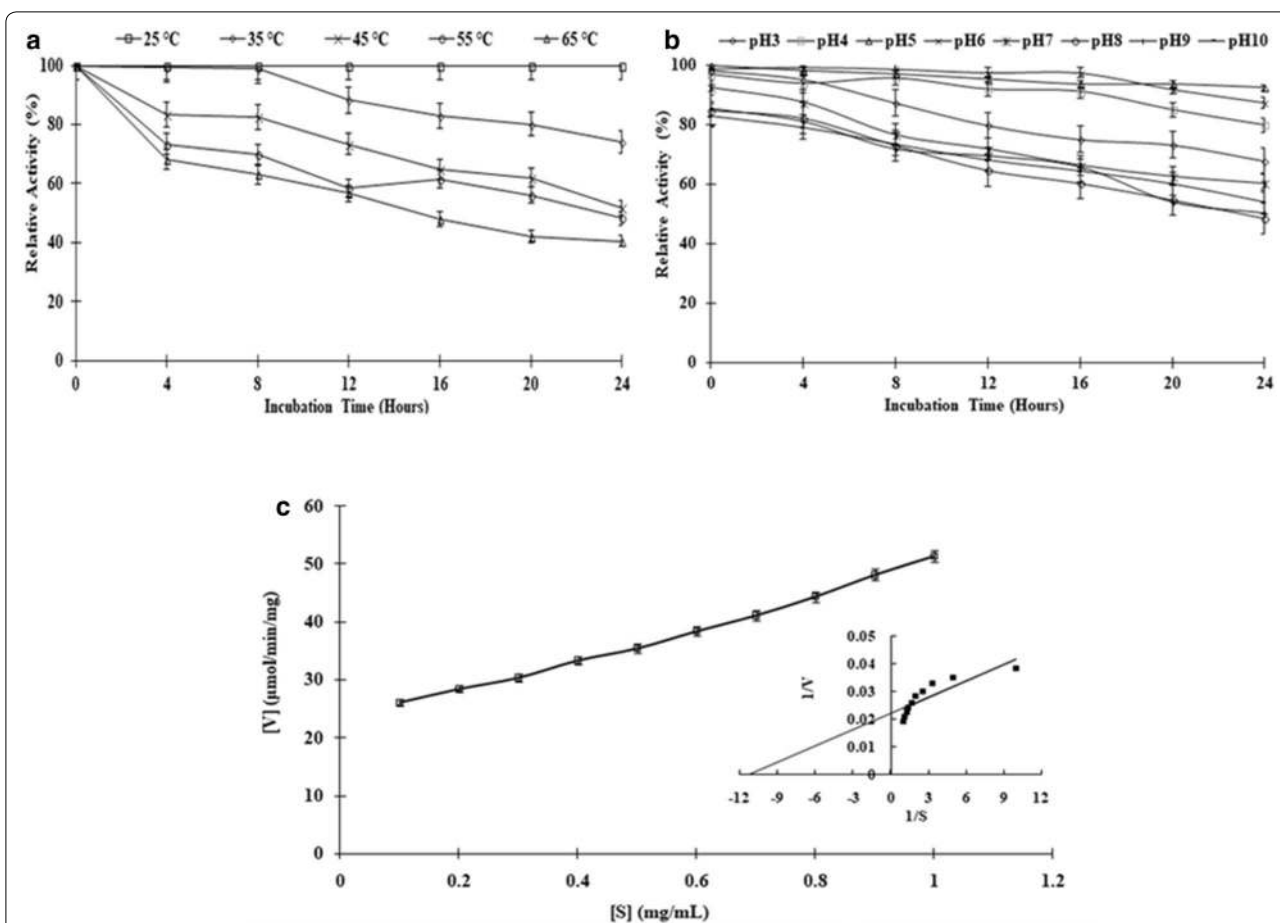 a
25 °C 35 °C 45 °C 55 °C 65 °C
100
80
60
40
20
0
Relative Activity (%)
0 4 8 12 16 20 24
Incubation Time (Hours)
b
pH3 pH4 pH5 pH6 pH7 pH8 pH9 pH10
100
80
60
40
20
0
Relative Activity (%)
0 4 8 12 16 20 24
Incubation Time (Hours)
c
60
50
40
30
20
10
0
[V] (µmol/min/mg)
0 0.2 0.4 0.6 0.8 1 1.2
[S] (mg/mL)
0.05
0.04
0.03
0.02
0.01
0
1/V
-12 -9 -6 -3 0 3 6 9 12
1/S